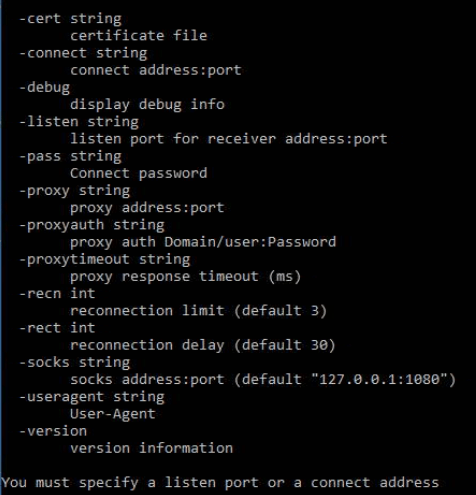 -cert string
certificate file
-connect string
connect address:port
-debug
display debug info
-listen string
listen port for receiver address:port
-pass string
Connect password
-proxy string
proxy address:port
-proxyauth string
proxy auth Domain/user:Password
-proxytimeout string
proxy response timeout (ms)
-recn int
reconnection limit (default 3)
-rect int
reconnection delay (default 30)
-socks string
socks address:port (default "127.0.0.1:1080")
-useragent string
User-Agent
-version
version information
You must specify a listen port or a connect address